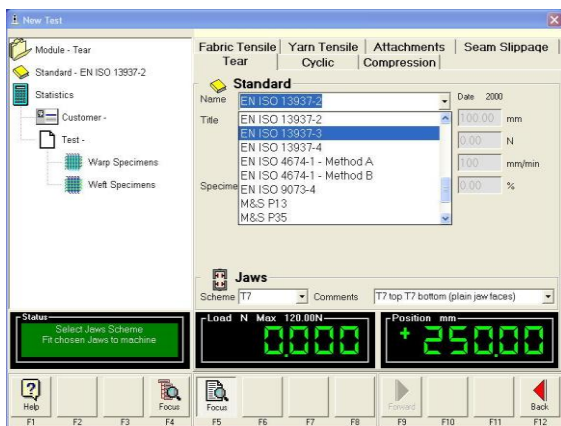 New Test
Module - Tear
Standard - EN ISO 13937-2
Statistics
Customer -
Test -
Warp Specimens
Weft Specimens
Fabric Tensile Yarn Tensile Attachments Seam Slippage
Tear Cyclic Compression
Standard
Name EN ISO 13937-2 Date 2000
Title
EN ISO 13937-2
EN ISO 13937-3
EN ISO 13937-4
EN ISO 4674-1 - Method A
EN ISO 4674-1 - Method B
EN ISO 9073-4
M&S P13
M&S P35
100.00 mm
0.00 N
100 mm/min
Specime 0.00 %
Jaws
Scheme T7 Comments T7 top T7 bottom (plain jaw faces)
Status
Select Jaws Scheme
Fit chosen Jaws to machine
Load N Max 120.00N
0.000
Position mm
+ 250.00
Help Focus Focus Forward Back
F1 F2 F3 F4 F5 F6 F7 F8 F9 F10 F11 F12